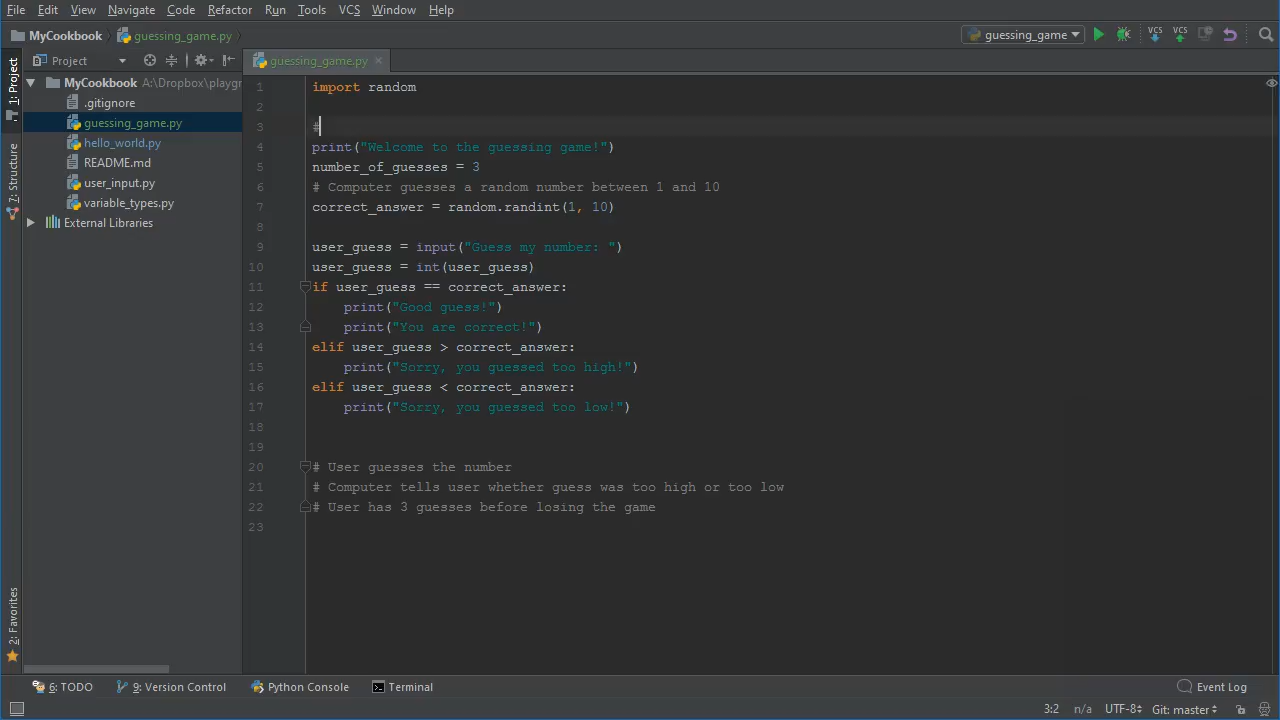 File Edit View Navigate Code Refactor Run Tools VCS Window Help
MyCookbook guessing_game.py guessing_game VCS VCS
1: Project
7: Structure
2: Favorites
Project
MyCookbook A:\Dropbox\playgr
.gitignore
guessing_game.py
hello_world.py
README.md
user_input.py
variable_types.py
External Libraries
guessing_game.py
1 import random
2
3 #
4 print("Welcome to the guessing game!")
5 number_of_guesses = 3
6 # Computer guesses a random number between 1 and 10
7 correct_answer = random.randint(1, 10)
8
9 user_guess = input("Guess my number: ")
10 user_guess = int(user_guess)
11 if user_guess == correct_answer:
12     print("Good guess!")
13     print("You are correct!")
14 elif user_guess > correct_answer:
15     print("Sorry, you guessed too high!")
16 elif user_guess < correct_answer:
17     print("Sorry, you guessed too low!")
18
19
20 # User guesses the number
21 # Computer tells user whether guess was too high or too low
22 # User has 3 guesses before losing the game
23
6: TODO 9: Version Control Python Console Terminal Event Log
3:2 n/a UTF-8 Git: master